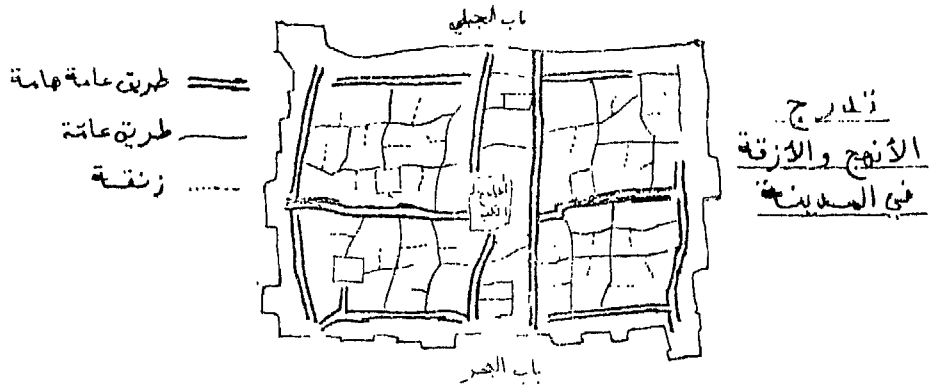 باب الجبلي
طريق عامة هامة
طريق عامة
زنقة
تدرج
الأنهج والأزقة
في المدينة
الجامع
باب البحر